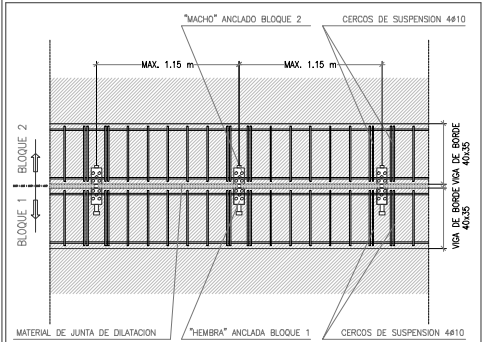 "MACHO" ANCLADO BLOQUE 2
CERCOS DE SUSPENSION 4ø10
MAX. 1.15 m
MAX. 1.15 m
BLOQUE 2
BLOQUE 1
VIGA DE BORDE
40x35
VIGA DE BORDE
40x35
MATERIAL DE JUNTA DE DILATACION
"HEMBRA" ANCLADA BLOQUE 1
CERCOS DE SUSPENSION 4ø10